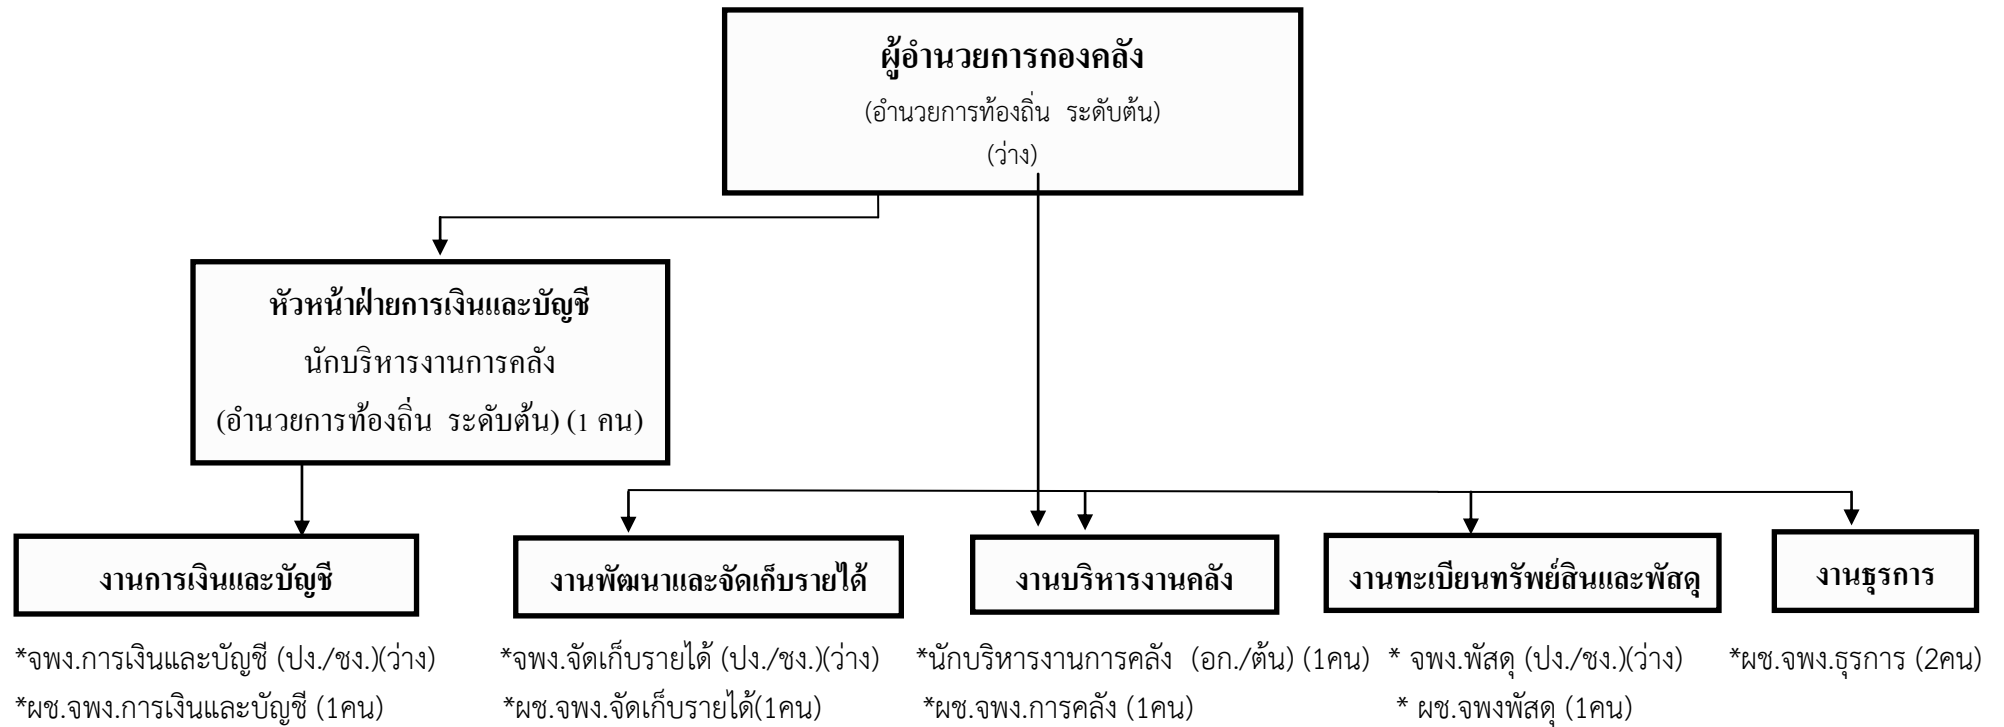 ผู้อำนวยการกองคลัง
(อำนวยการท้องถิ่น ระดับต้น)
(ว่าง)
หัวหน้าฝ่ายการเงินและบัญชี
นักบริหารงานการคลัง
(อำนวยการท้องถิ่น ระดับต้น) (1 คน)
งานการเงินและบัญชี
*จพง.การเงินและบัญชี (ปง./ชง.)(ว่าง)
*ผช.จพง.การเงินและบัญชี (1คน)
งานพัฒนาและจัดเก็บรายได้
*จพง.จัดเก็บรายได้ (ปง./ชง.)(ว่าง)
*ผช.จพง.จัดเก็บรายได้(1คน)
งานบริหารงานคลัง
*นักบริหารงานการคลัง (อก./ต้น) (1คน)
*ผช.จพง.การคลัง (1คน)
งานทะเบียนทรัพย์สินและพัสดุ
* จพง.พัสดุ (ปง./ชง.)(ว่าง)
* ผช.จพงพัสดุ (1คน)
งานธุรการ
*ผช.จพง.ธุรการ (2คน)